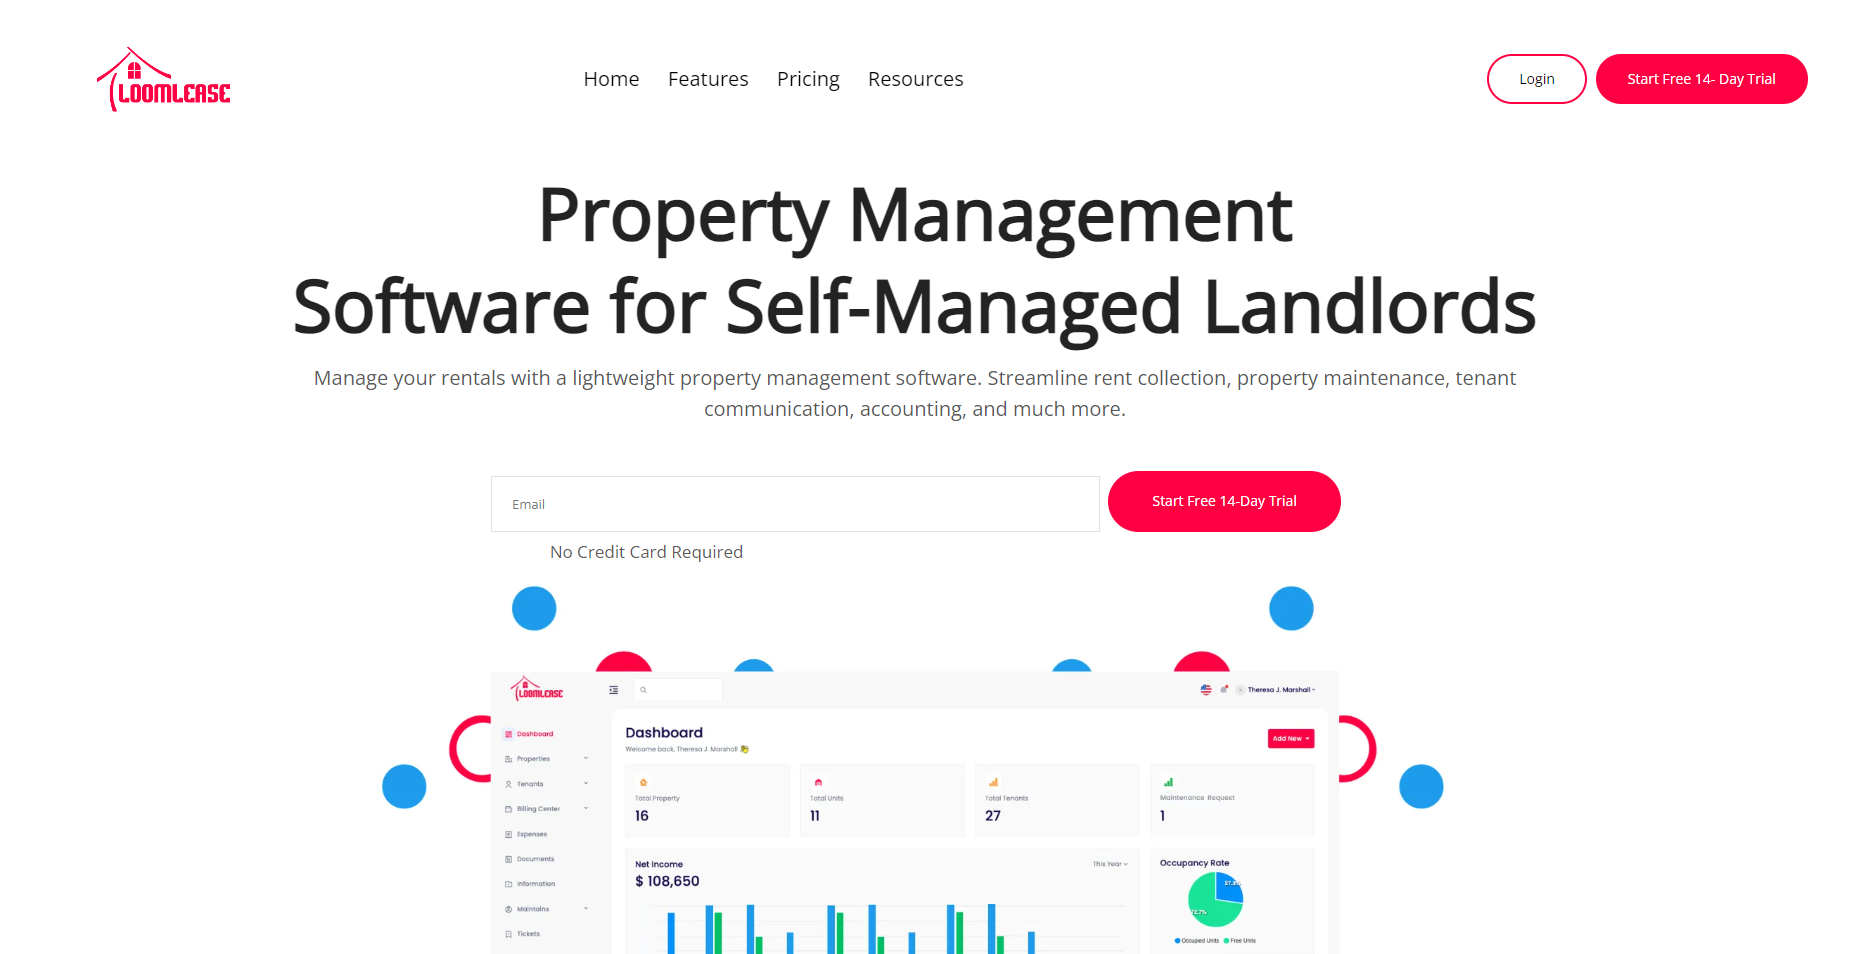 LOOMLEASE
Home Features Pricing Resources
Login
Start Free 14- Day Trial
Property Management
Software for Self-Managed Landlords
Manage your rentals with a lightweight property management software. Streamline rent collection, property maintenance, tenant
communication, accounting, and much more.
Email
Start Free 14-Day Trial
No Credit Card Required
LOOMLEASE
Theresa J. Marshall
Dashboard
Properties
Tenants
Billing Center
Expenses
Documents
Information
Maintains
Tickets
Dashboard
Welcome back, Theresa J. Marshall
Add New
Total Property
16
Total Units
11
Total Tenants
27
Maintenance Request
1
Net Income
This Year
$ 108,650
Occupancy Rate
72.7%
Occupied Units Free Units